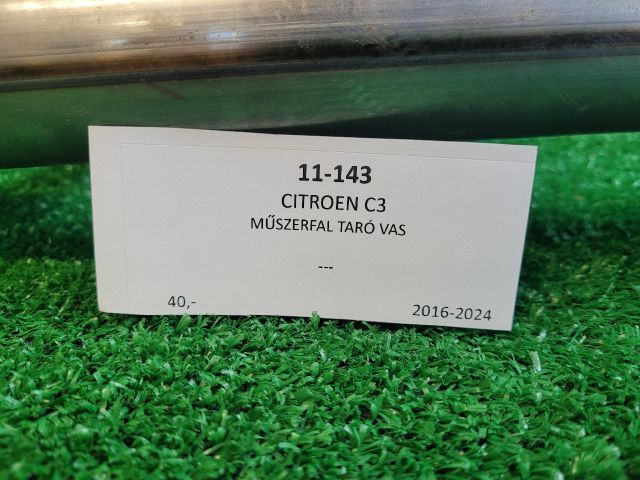 11-143
CITROEN C3
MŰSZERFAL TARÓ VAS
---
40,-
2016-2024